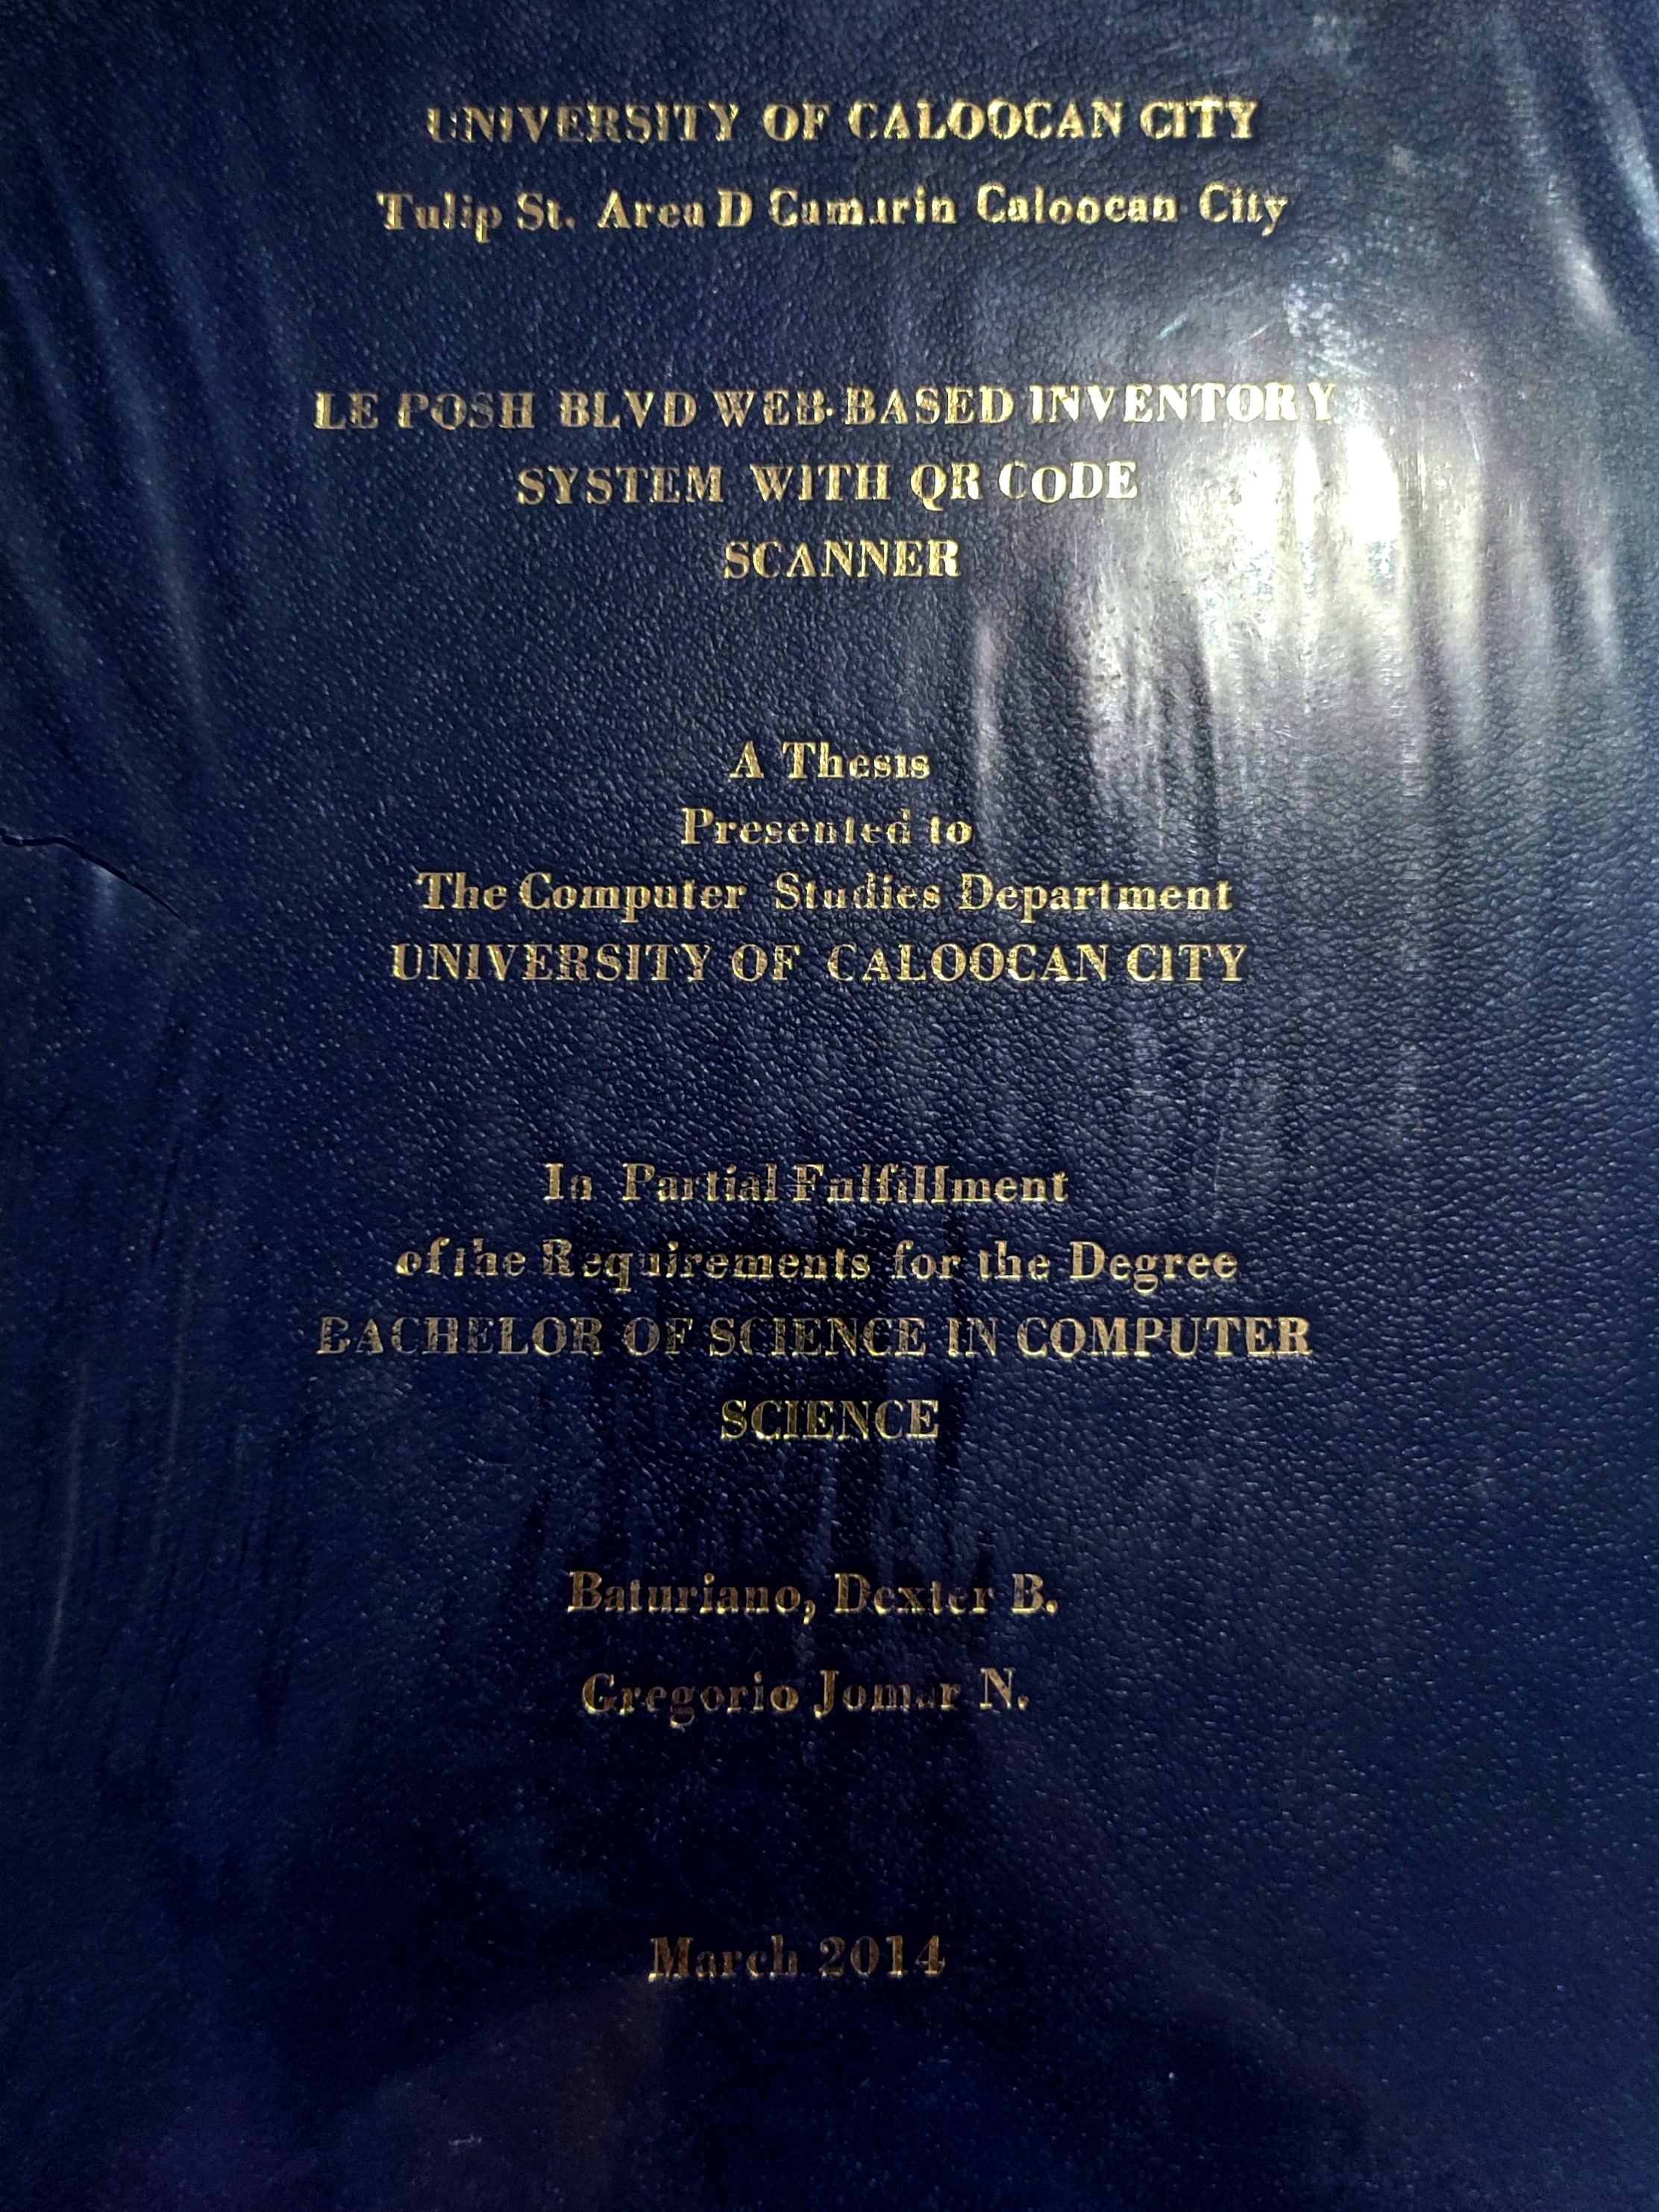 UNIVERSITY OF CALOOCAN CITY
Tulip St. Area D Camarin Caloocan City
LE POSH BLVD WEB-BASED INVENTORY
SYSTEM WITH QR CODE
SCANNER
A Thesis
Presented to
The Computer Studies Department
UNIVERSITY OF CALOOCAN CITY
In Partial Fulfillment
of the Requirements for the Degree
BACHELOR OF SCIENCE IN COMPUTER
SCIENCE
Baturiano, Dexter B.
Gregorio Jomar N.
March 2014